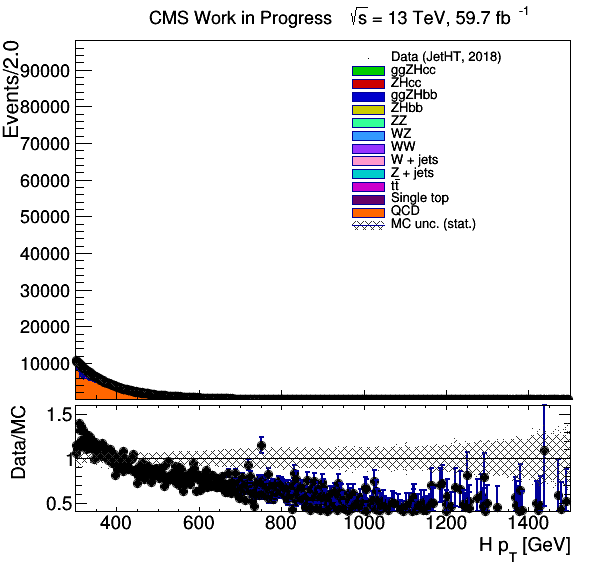 CMS Work in Progress √s = 13 TeV, 59.7 fb⁻¹
Events/2.0
90000
80000
70000
60000
50000
40000
30000
20000
10000
Data (JetHT, 2018)
ggZHcc
ZHcc
ggZHbb
ZHbb
ZZ
WZ
WW
W + jets
Z + jets
tt̄
Single top
QCD
MC unc. (stat.)
Data/MC
1.5
1
0.5
400 600 800 1000 1200 1400
H p_T [GeV]